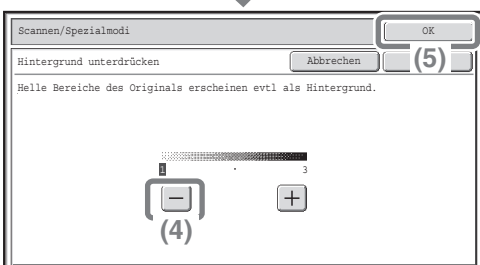 Scannen/Spezialmodi
OK
Hintergrund unterdrücken
Abbrechen
(5)
Helle Bereiche des Originals erscheinen evtl als Hintergrund.
1
3
(4)